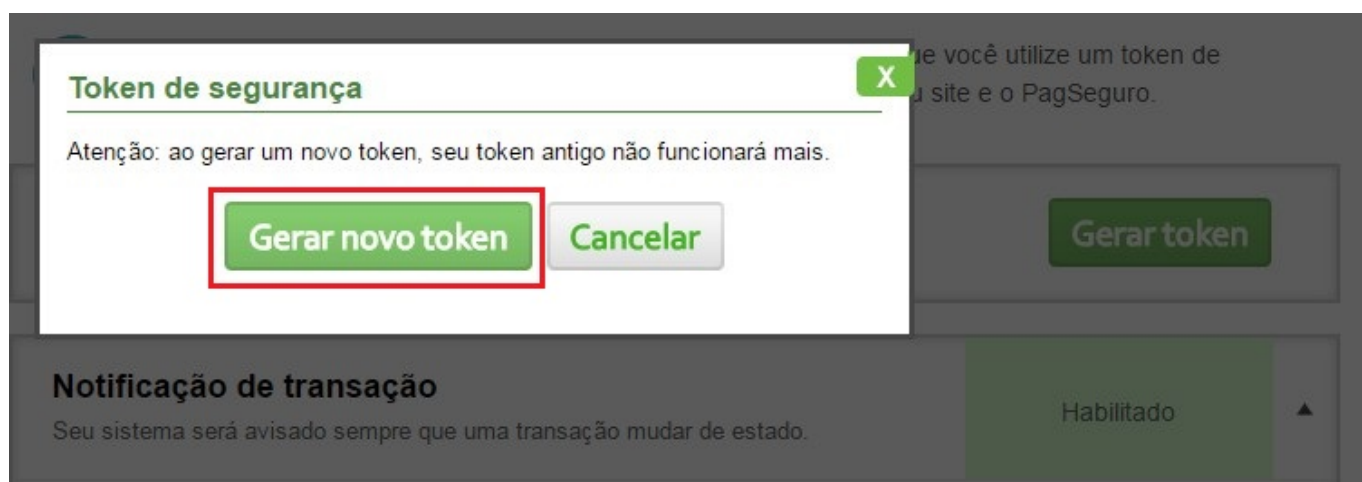 Token de segurança
X
ue você utilize um token de
u site e o PagSeguro.
Atenção: ao gerar um novo token, seu token antigo não funcionará mais.
Gerar novo token
Cancelar
Gerar token
Notificação de transação
Seu sistema será avisado sempre que uma transação mudar de estado.
Habilitado